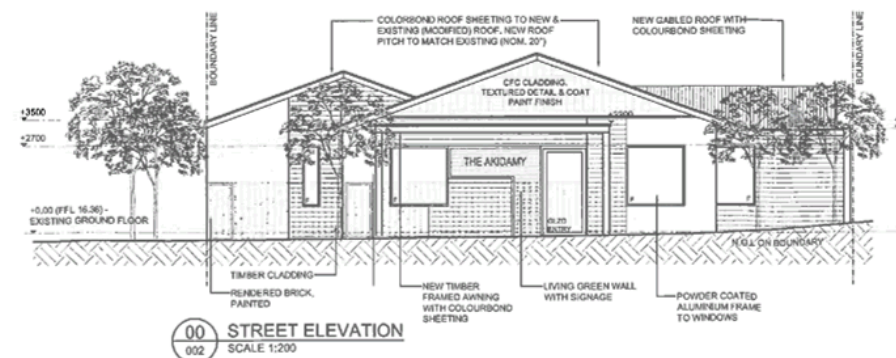 BOUNDARY LINE
COLORBOND ROOF SHEETING TO NEW &
EXISTING (MODIFIED) ROOF. NEW ROOF
PITCH TO MATCH EXISTING (NOM. 20°)
NEW GABLED ROOF WITH
COLOURBOND SHEETING
BOUNDARY LINE
CFC CLADDING,
TEXTURED DETAIL & COAT
PAINT FINISH
+3500
+2700
THE AKIDAMY
+0.00 (FFL 16.36) -
EXISTING GROUND FLOOR
F
F
F
F
GLZD
ENTRY
N.G.L ON BOUNDARY
TIMBER CLADDING
RENDERED BRICK,
PAINTED
NEW TIMBER
FRAMED AWNING
WITH COLOURBOND
SHEETING
LIVING GREEN WALL
WITH SIGNAGE
POWDER COATED
ALUMINIUM FRAME
TO WINDOWS
00
002
STREET ELEVATION
SCALE 1:200